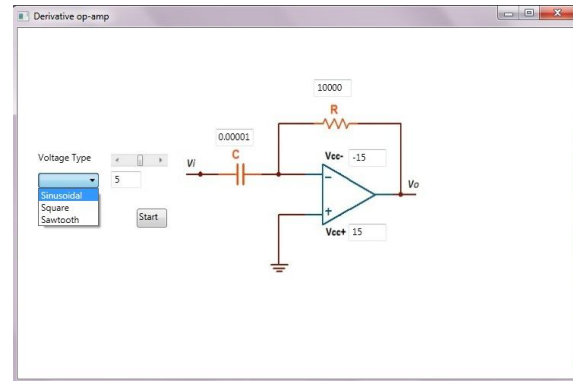 Derivative op-amp
10000
R
0.00001
C
Voltage Type
Vi
Vcc- -15
5
Vo
Sinusoidal
Square
Sawtooth
Start
Vcc+ 15